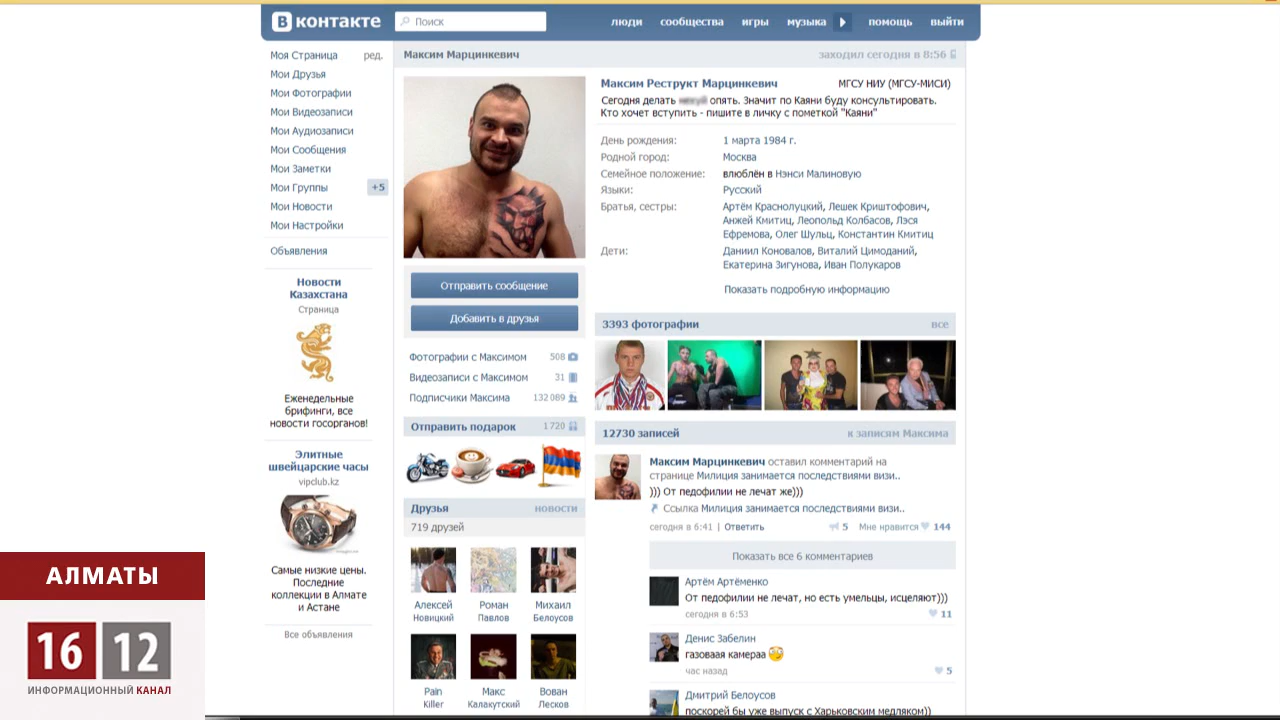 ВКонтакте
Поиск
люди сообщества игры музыка помощь выйти
Моя Страница ред.
Мои Друзья
Мои Фотографии
Мои Видеозаписи
Мои Аудиозаписи
Мои Сообщения
Мои Заметки
Мои Группы +5
Мои Новости
Мои Настройки
Объявления
Новости
Казахстана
Страница
Еженедельные
брифинги, все
новости госорганов!
Элитные
швейцарские часы
vipclub.kz
Самые низкие цены.
Последние
коллекции в Алмате
и Астане
Все объявления
Максим Марцинкевич
заходил сегодня в 8:56
Отправить сообщение
Добавить в друзья
Фотографии с Максимом 508
Видеозаписи с Максимом 31
Подписчики Максима 132 089
Отправить подарок 1 720
Друзья новости
719 друзей
Алексей
Новицкий
Роман
Павлов
Михаил
Белоусов
Pain
Killer
Макс
Калакутский
Вован
Лесков
Максим Реструкт Марцинкевич МГСУ НИУ (МГСУ-МИСИ)
Сегодня делать опять. Значит по Каяни буду консультировать.
Кто хочет вступить - пишите в личку с пометкой "Каяни"
День рождения: 1 марта 1984 г.
Родной город: Москва
Семейное положение: влюблён в Нэнси Малиновую
Языки: Русский
Братья, сестры: Артём Краснолуцкий, Лешек Криштофович,
Анжей Кмитиц, Леопольд Колбасов, Лэся
Ефремова, Олег Шульц, Константин Кмитиц
Дети: Даниил Коновалов, Виталий Цимоданий,
Екатерина Зигунова, Иван Полукаров
Показать подробную информацию
3393 фотографии все
12730 записей к записям Максима
Максим Марцинкевич оставил комментарий на
странице Милиция занимается последствиями визи..
))) От педофилии не лечат же)))
Ссылка Милиция занимается последствиями визи..
сегодня в 6:41 | Ответить 5 Мне нравится 144
Показать все 6 комментариев
Артём Артёменко
От педофилии не лечат, но есть умельцы, исцеляют)))
сегодня в 6:53 11
Денис Забелин
газоваая камераа
час назад 5
Дмитрий Белоусов
поскорей бы уже выпуск с Харьковским медляком))
АЛМАТЫ
16 12
ИНФОРМАЦИОННЫЙ КАНАЛ